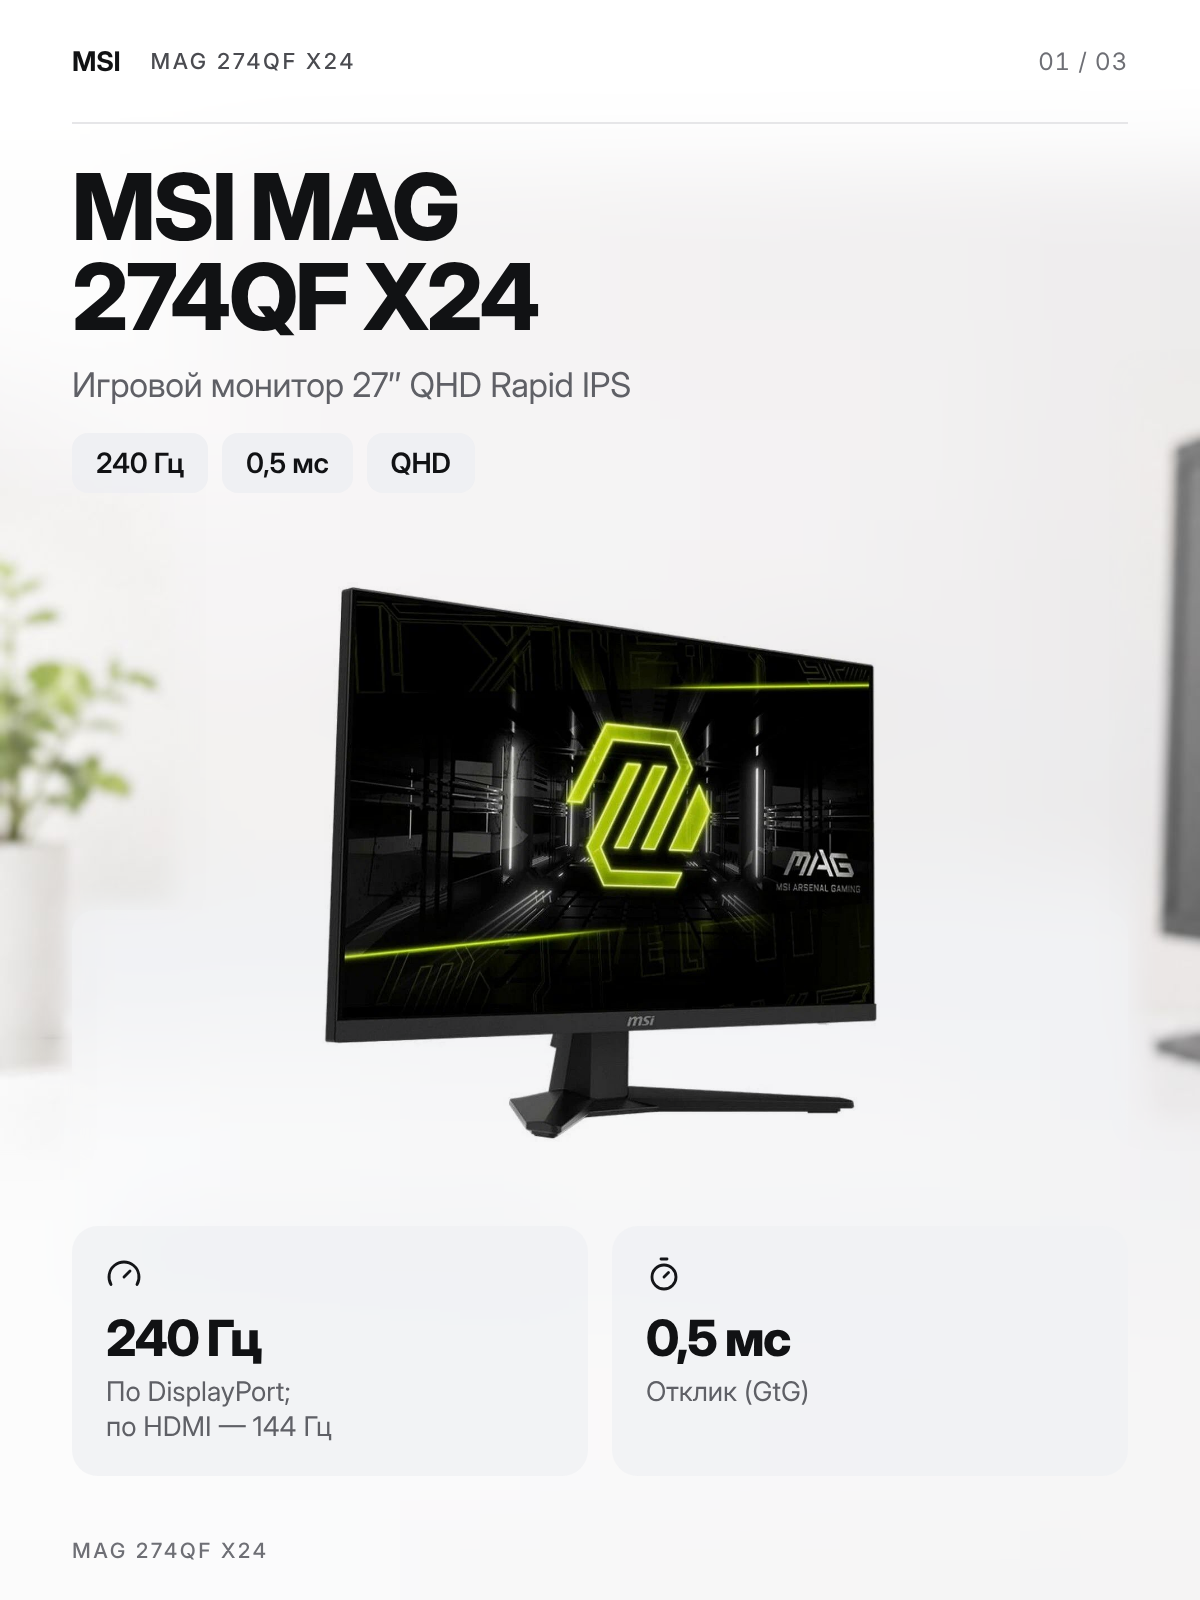 MSI MAG 274QF X24 01 / 03
MSI MAG
274QF X24
Игровой монитор 27″ QHD Rapid IPS
240 Гц 0,5 мс QHD
MAG
MSI ARSENAL GAMING
msi
240 Гц
По DisplayPort;
по HDMI — 144 Гц
0,5 мс
Отклик (GtG)
MAG 274QF X24